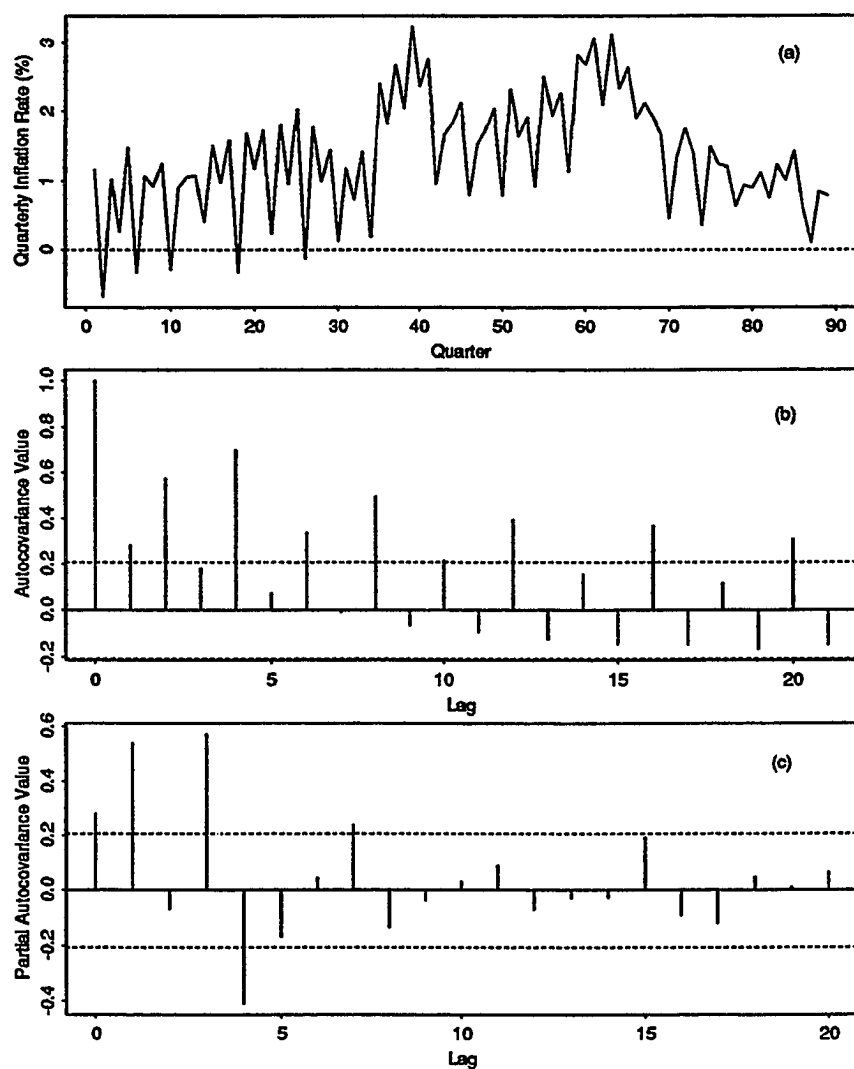 (a)
Quarterly Inflation Rate (%)
3
2
1
0
0 10 20 30 40 50 60 70 80 90
Quarter
(b)
Autocovariance Value
1.0
0.8
0.6
0.4
0.2
0.0
-0.2
0 5 10 15 20
Lag
(c)
Partial Autocovariance Value
0.6
0.4
0.2
0.0
-0.2
-0.4
0 5 10 15 20
Lag